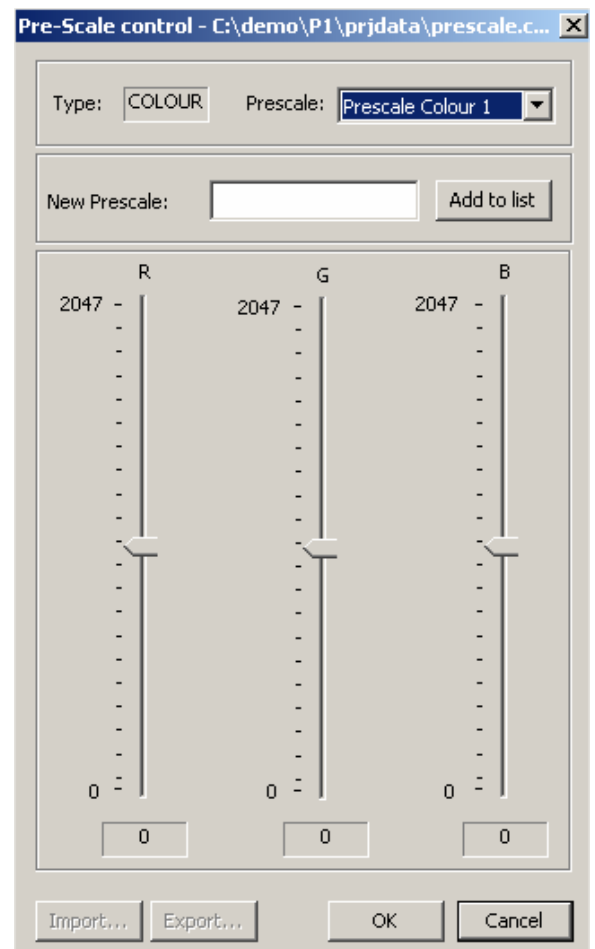 Pre-Scale control - C:\demo\P1\prjdata\prescale.c...
Type: COLOUR Prescale: Prescale Colour 1
New Prescale: Add to list
R G B
2047 2047 2047
0 0 0
0 0 0
Import... Export... OK Cancel